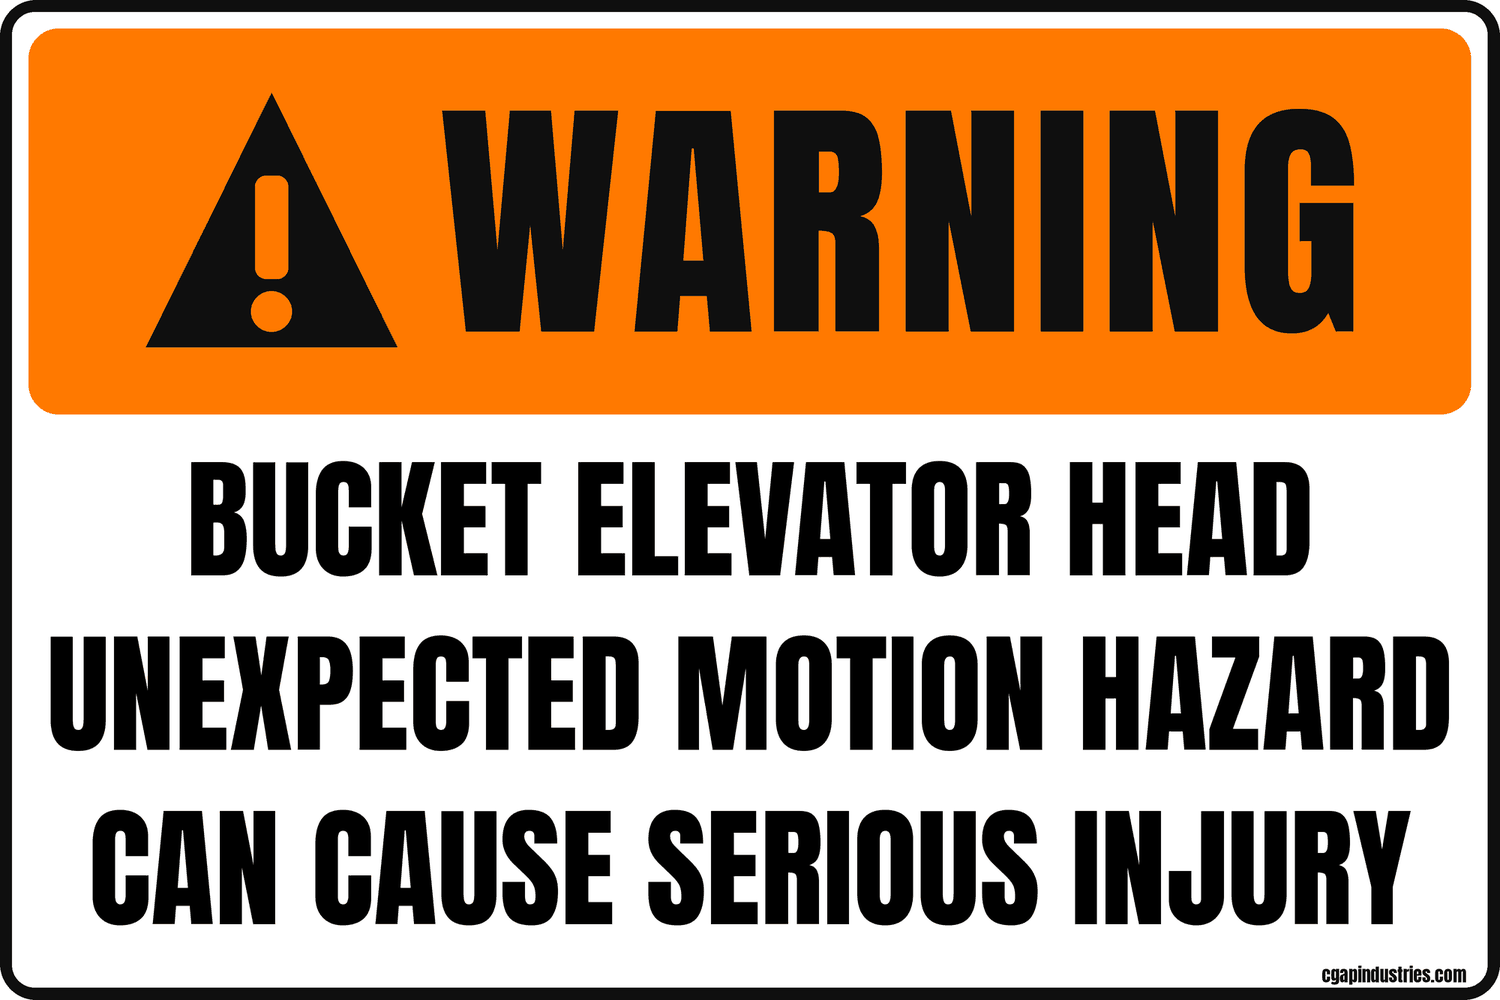 WARNING
BUCKET ELEVATOR HEAD
UNEXPECTED MOTION HAZARD
CAN CAUSE SERIOUS INJURY
cgapindustries.com